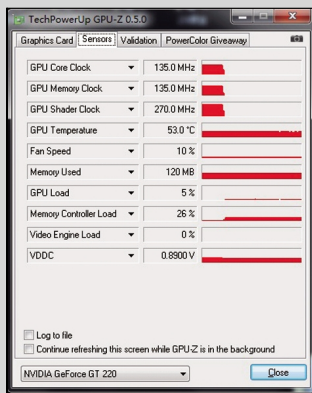 TechPowerUp GPU-Z 0.5.0
Graphics Card Sensors Validation PowerColor Giveaway
GPU Core Clock 135.0 MHz
GPU Memory Clock 135.0 MHz
GPU Shader Clock 270.0 MHz
GPU Temperature 53.0 °C
Fan Speed 10 %
Memory Used 120 MB
GPU Load 5 %
Memory Controller Load 26 %
Video Engine Load 0 %
VDDC 0.8900 V
Log to file
Continue refreshing this screen while GPU-Z is in the background
NVIDIA GeForce GT 220 Close